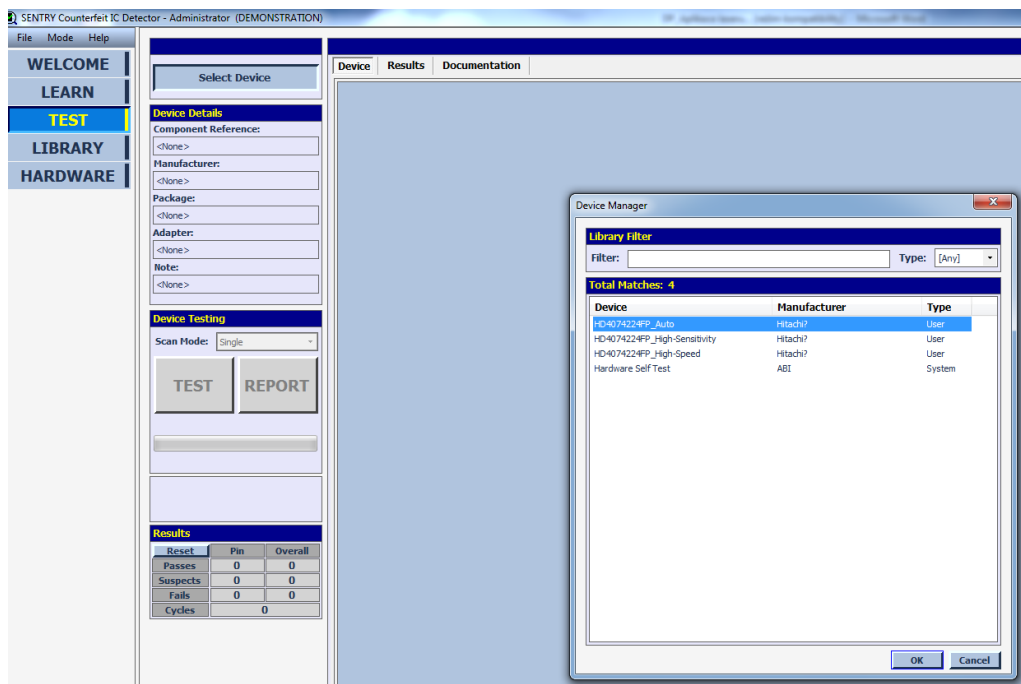 SENTRY Counterfeit IC Detector - Administrator (DEMONSTRATION)
File Mode Help
WELCOME
LEARN
TEST
LIBRARY
HARDWARE
Select Device
Device Details
Component Reference:
<None>
Manufacturer:
<None>
Package:
<None>
Adapter:
<None>
Note:
<None>
Device Testing
Scan Mode: Single
TEST REPORT
Results
Reset Pin Overall
Passes 0 0
Suspects 0 0
Fails 0 0
Cycles 0
Device Results Documentation
Device Manager
Library Filter
Filter: Type: [Any]
Total Matches: 4
Device Manufacturer Type
HD4074224FP_Auto Hitachi? User
HD4074224FP_High-Sensitivity Hitachi? User
HD4074224FP_High-Speed Hitachi? User
Hardware Self Test ABI System
OK Cancel